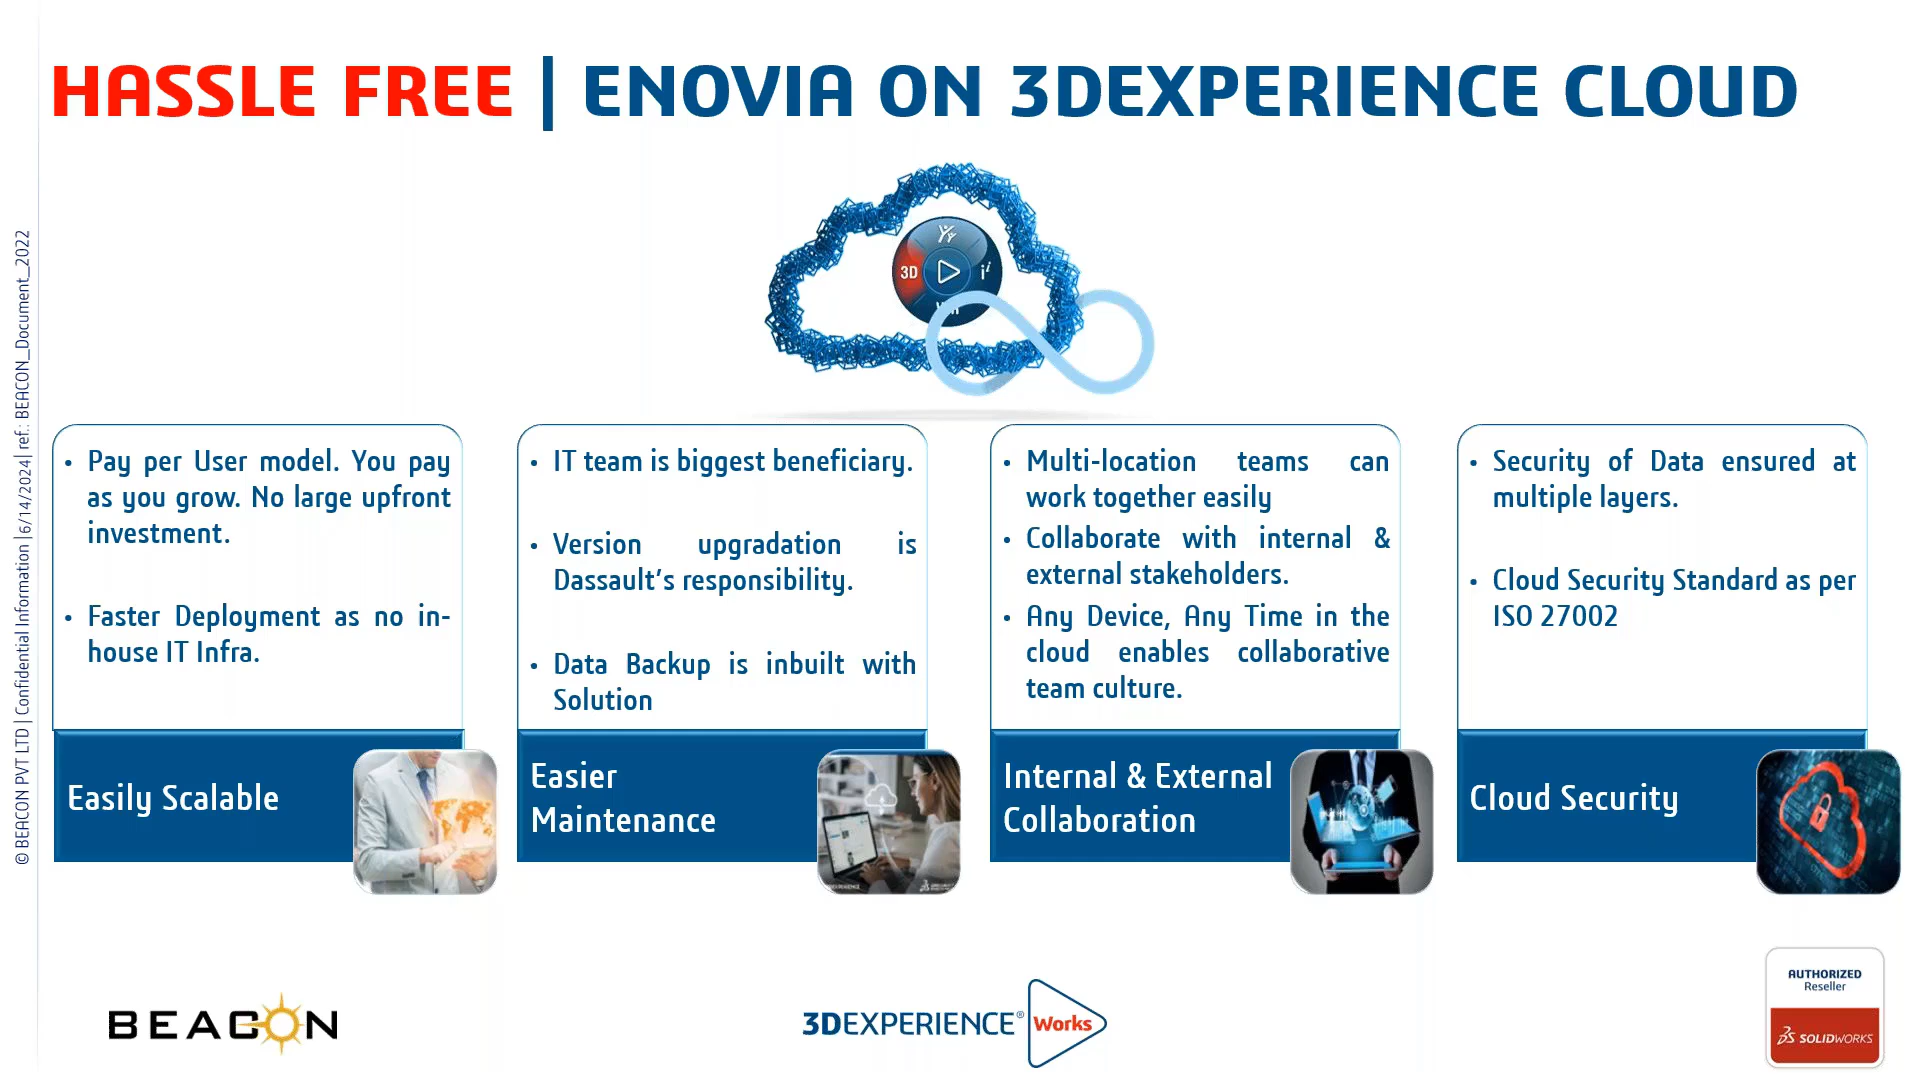 HASSLE FREE | ENOVIA ON 3DEXPERIENCE CLOUD
© BEACON PVT LTD | Confidential Information | 6/14/2024 | ref.: BEACON_Document_2022
3D
• Pay per User model. You pay
as you grow. No large upfront
investment.
• Faster Deployment as no in-
house IT Infra.
Easily Scalable
• IT team is biggest beneficiary.
• Version upgradation is
Dassault’s responsibility.
• Data Backup is inbuilt with
Solution
Easier
Maintenance
• Multi-location teams can
work together easily
• Collaborate with internal &
external stakeholders.
• Any Device, Any Time in the
cloud enables collaborative
team culture.
Internal & External
Collaboration
• Security of Data ensured at
multiple layers.
• Cloud Security Standard as per
ISO 27002
Cloud Security
BEACON
3DEXPERIENCE® Works
AUTHORIZED
Reseller
SOLIDWORKS